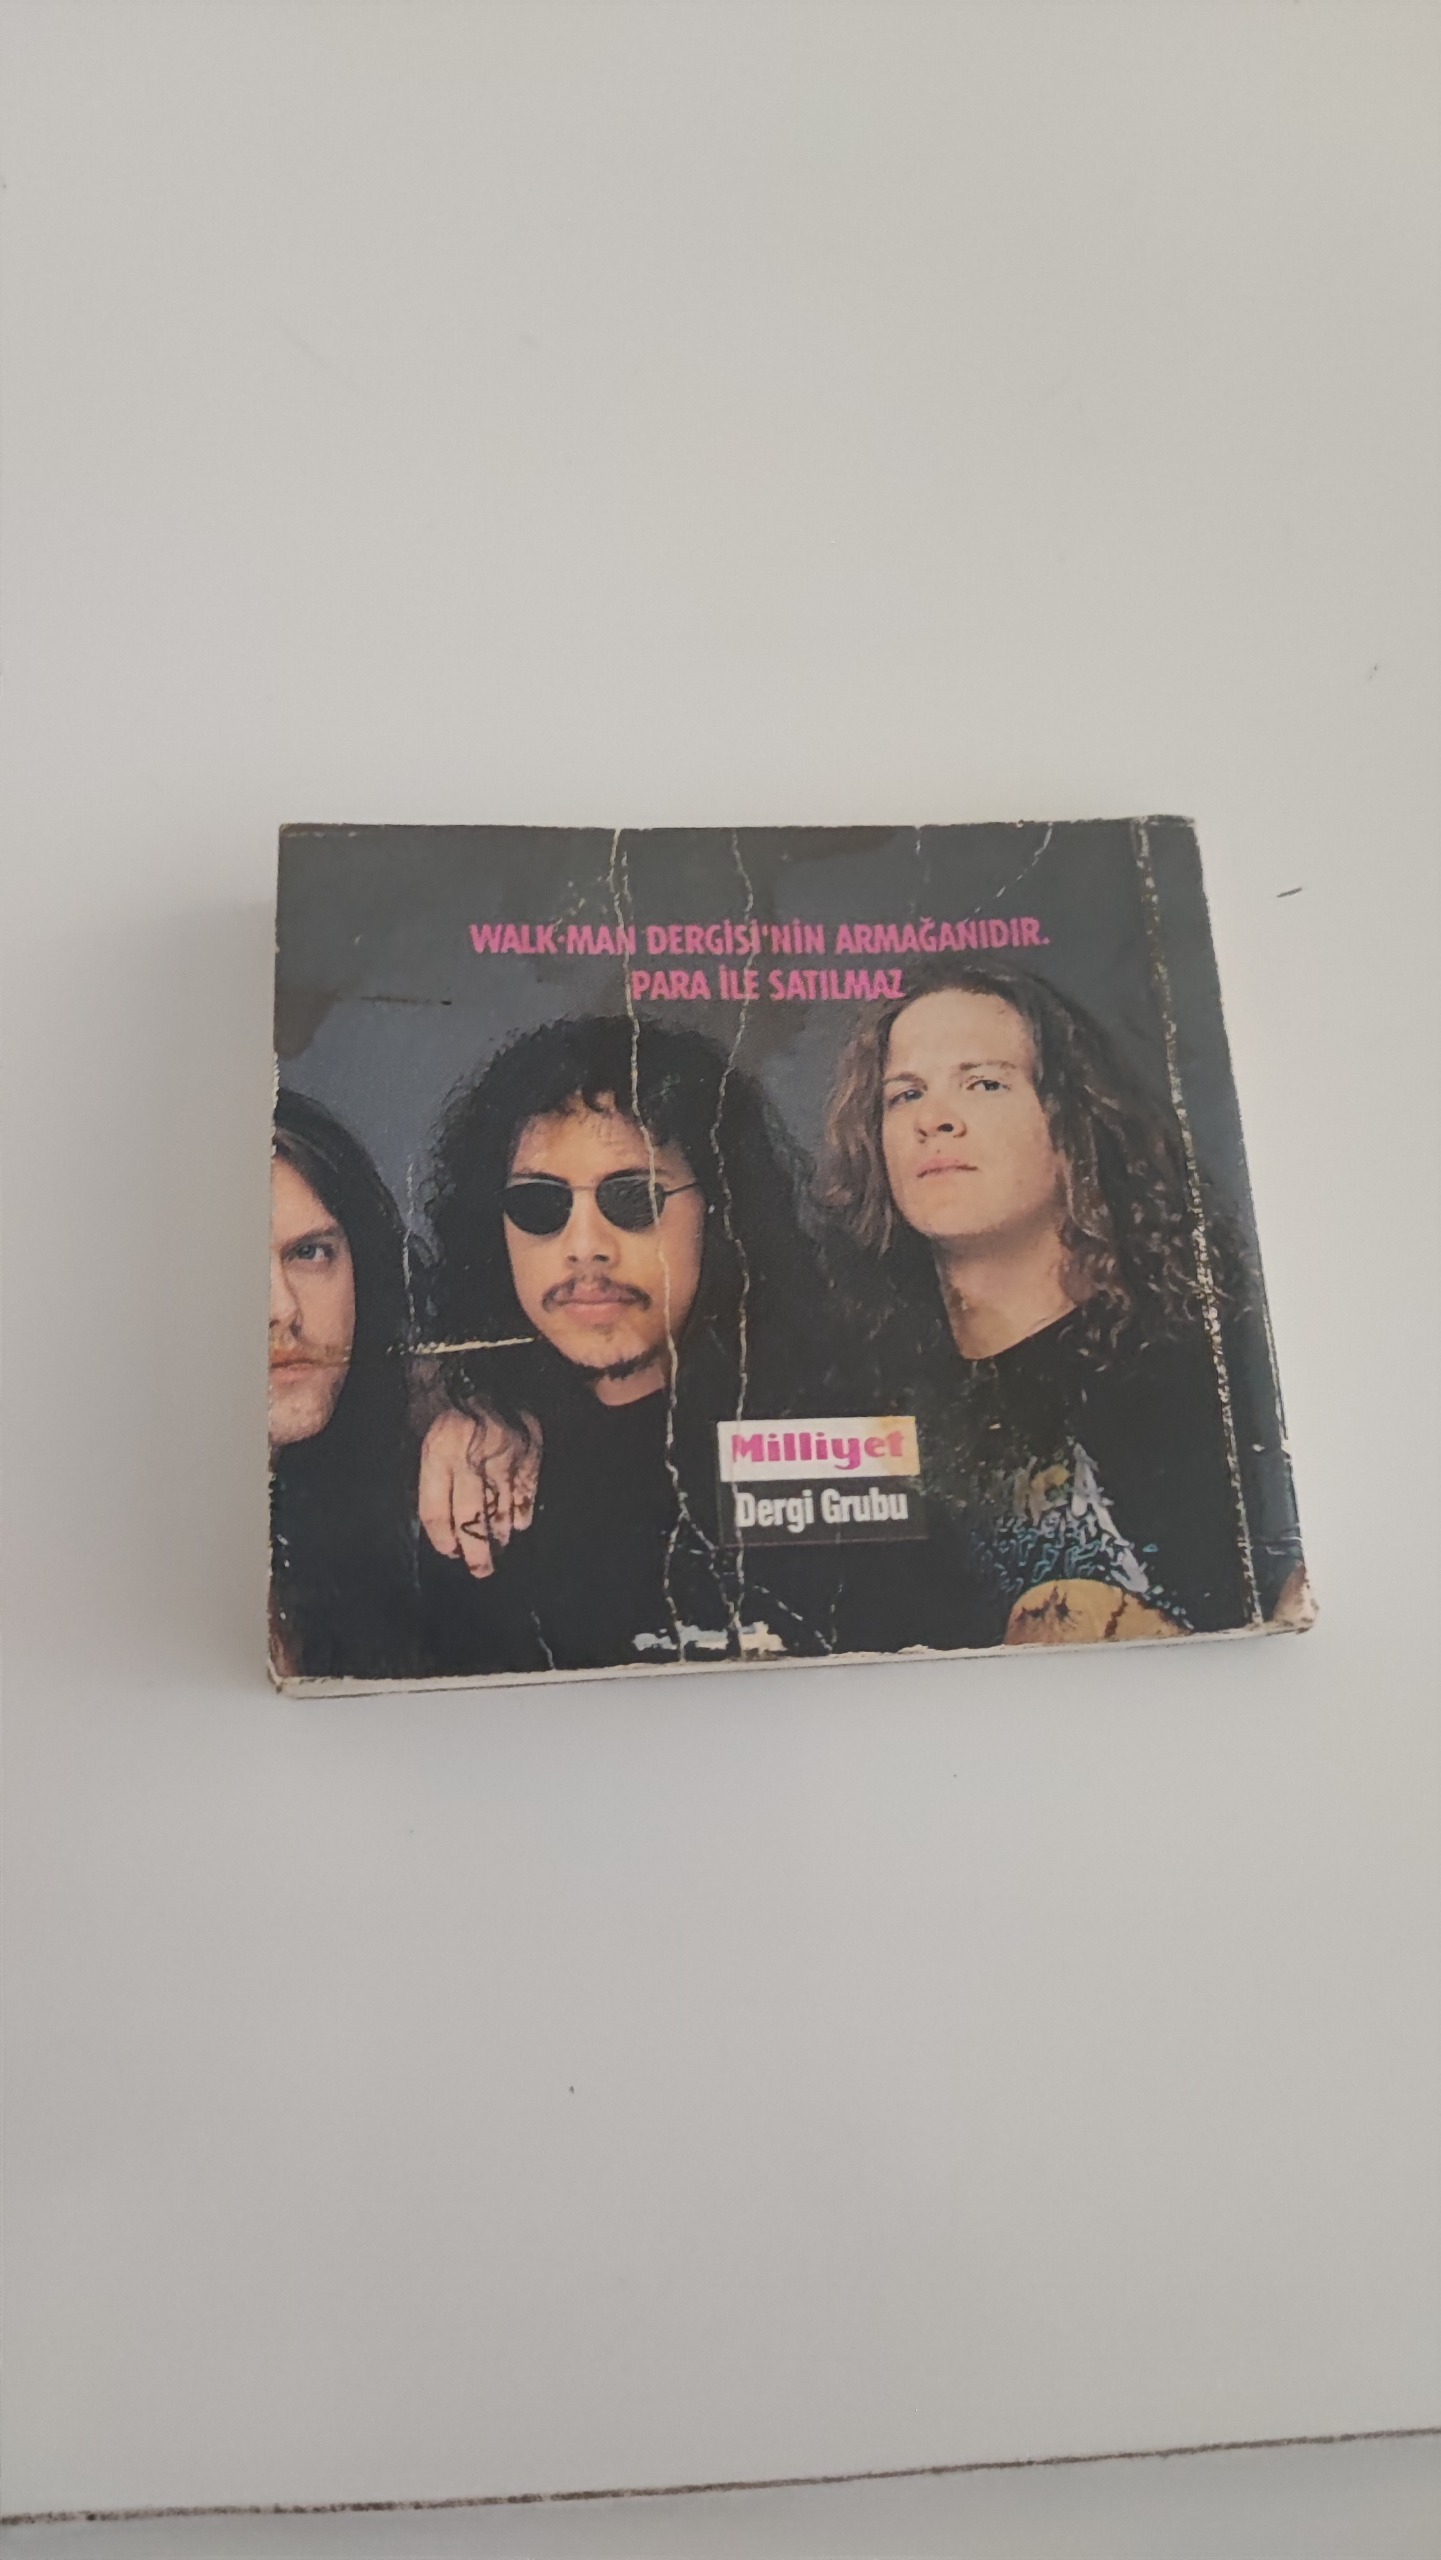 WALK-MAN DERGİSİ'NİN ARMAĞANIDIR.
PARA İLE SATILMAZ
Milliyet
Dergi Grubu